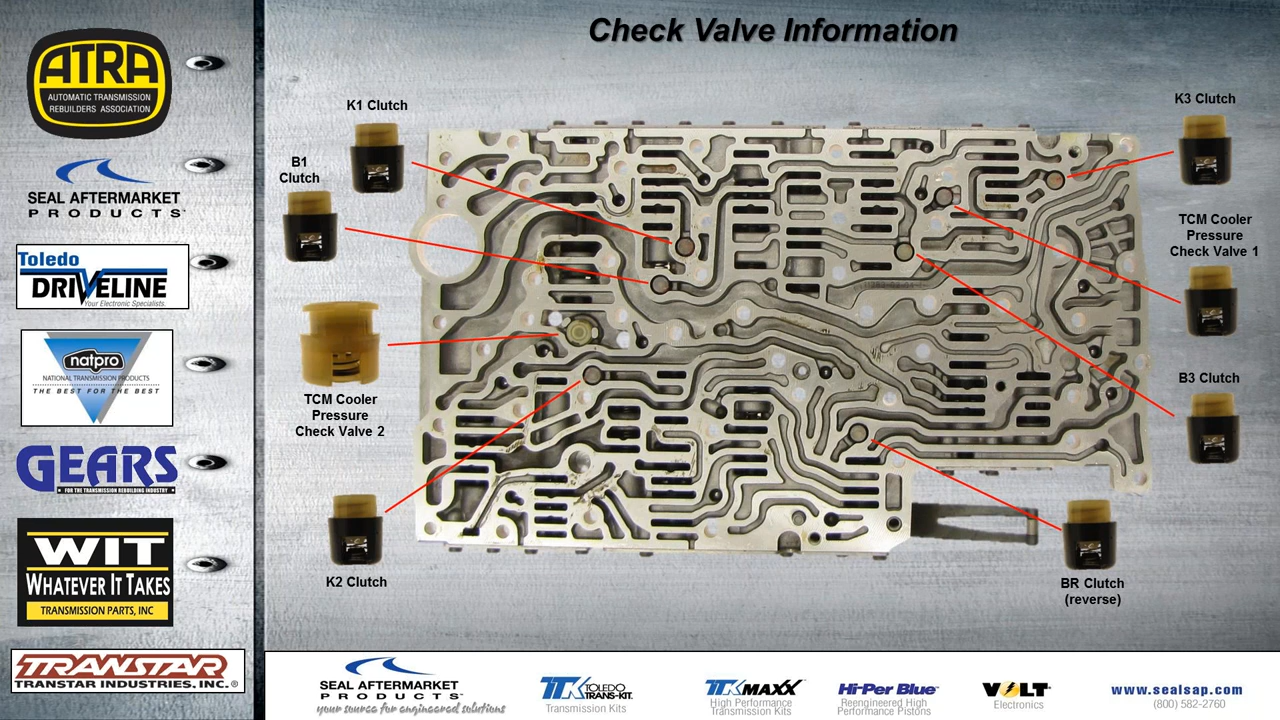 Check Valve Information
ATRA
AUTOMATIC TRANSMISSION
REBUILDERS ASSOCIATION
SEAL AFTERMARKET
PRODUCTS
Toledo
DRIVELINE
Your Electronic Specialists.
natpro
NATIONAL TRANSMISSION PRODUCTS
THE BEST FOR THE BEST
GEARS
FOR THE TRANSMISSION REBUILDING INDUSTRY
WIT
WHATEVER IT TAKES
TRANSMISSION PARTS, INC
TRANSTAR
TRANSTAR INDUSTRIES, INC.®
K1 Clutch
B1
Clutch
TCM Cooler
Pressure
Check Valve 2
K2 Clutch
K3 Clutch
TCM Cooler
Pressure
Check Valve 1
B3 Clutch
BR Clutch
(reverse)
SEAL AFTERMARKET
PRODUCTS
your source for engineered solutions
TTK TOLEDO
TRANS-KIT.
Transmission Kits
TTK MAXX
High Performance
Transmission Kits
Hi-Per Blue™
Reengineered High
Performance Pistons
VOLT
Electronics
www.sealsap.com
(800) 582-2760